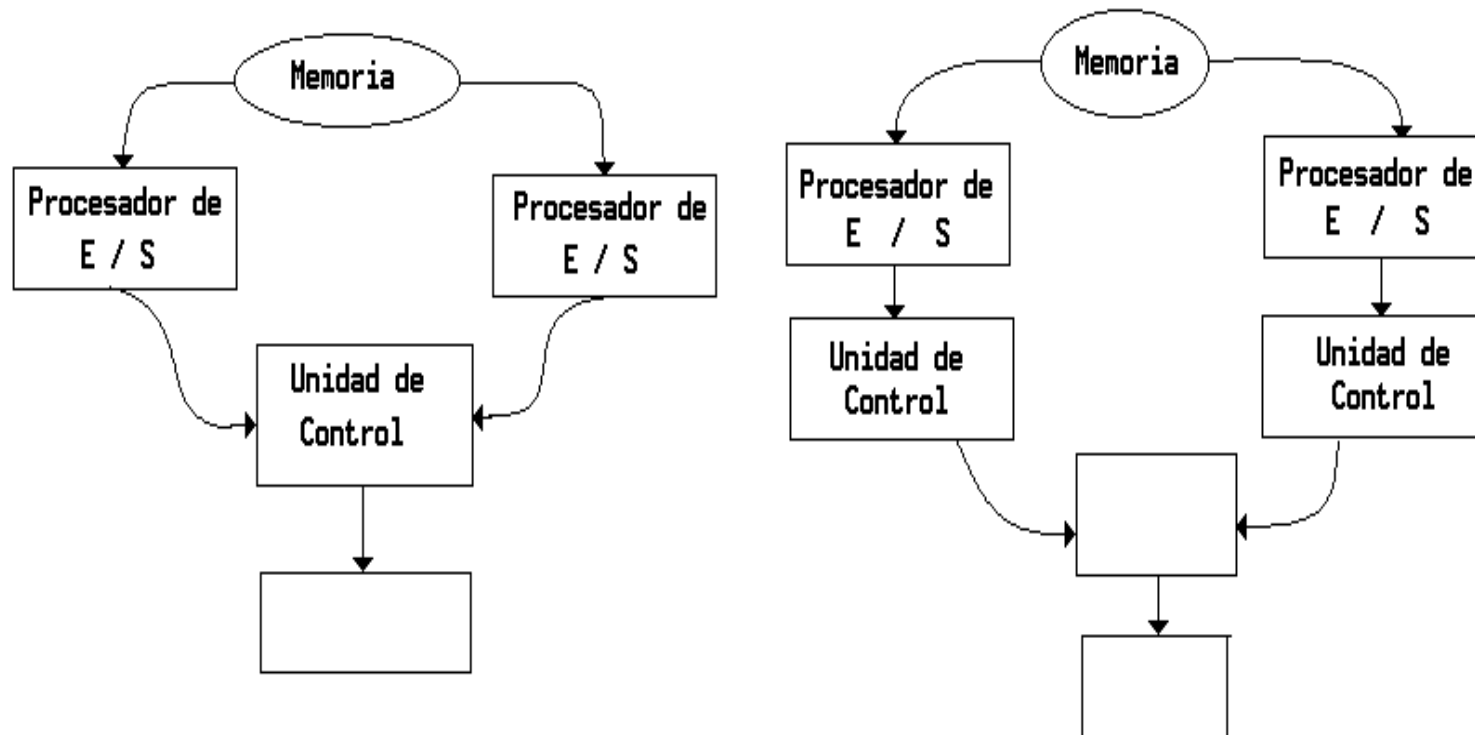 Memoria
Procesador de
E / S
Procesador de
E / S
Unidad de
Control
Memoria
Procesador de
E / S
Procesador de
E / S
Unidad de
Control
Unidad de
Control